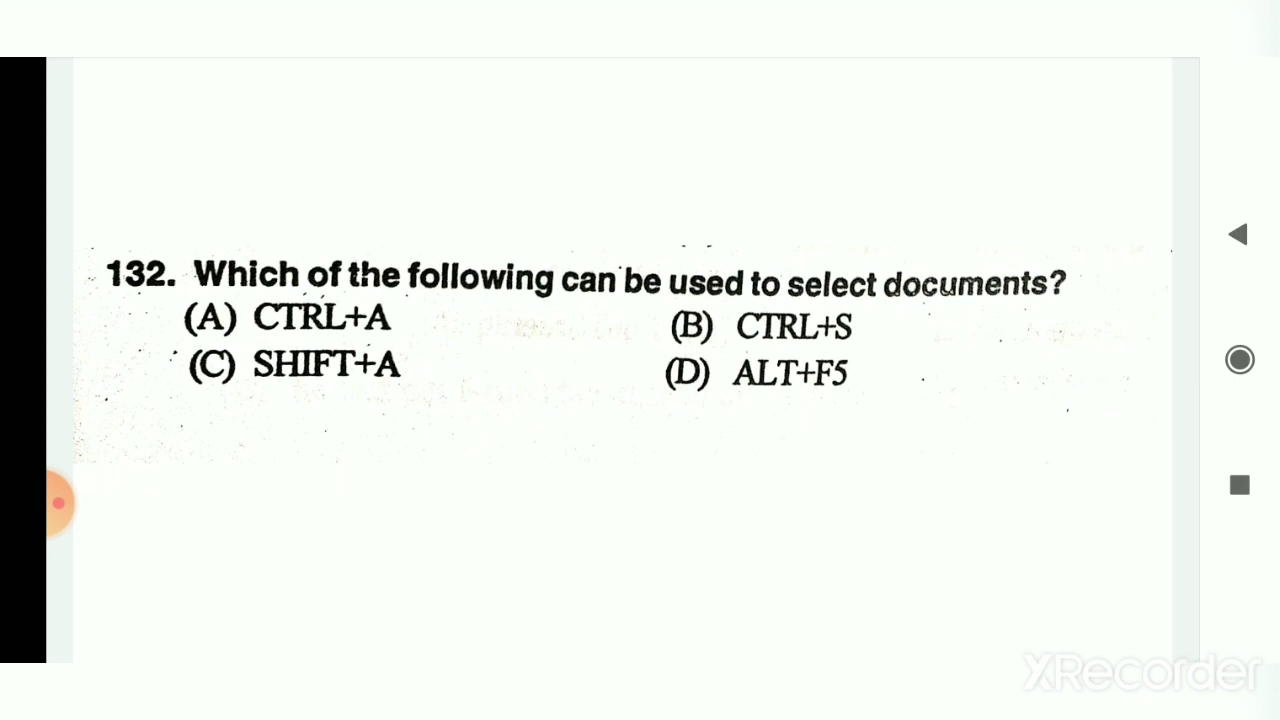 132. Which of the following can be used to select documents?
(A) CTRL+A (B) CTRL+S
(C) SHIFT+A (D) ALT+F5
XRecorder